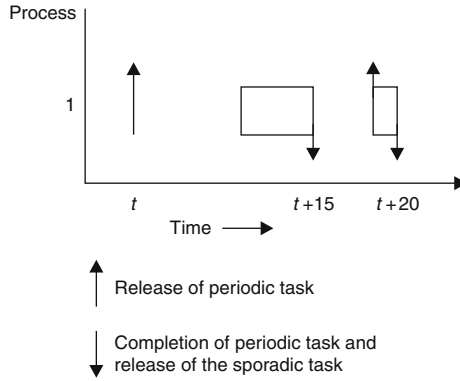 Process
1
t
t+15
t+20
Time
Release of periodic task
Completion of periodic task and
release of the sporadic task